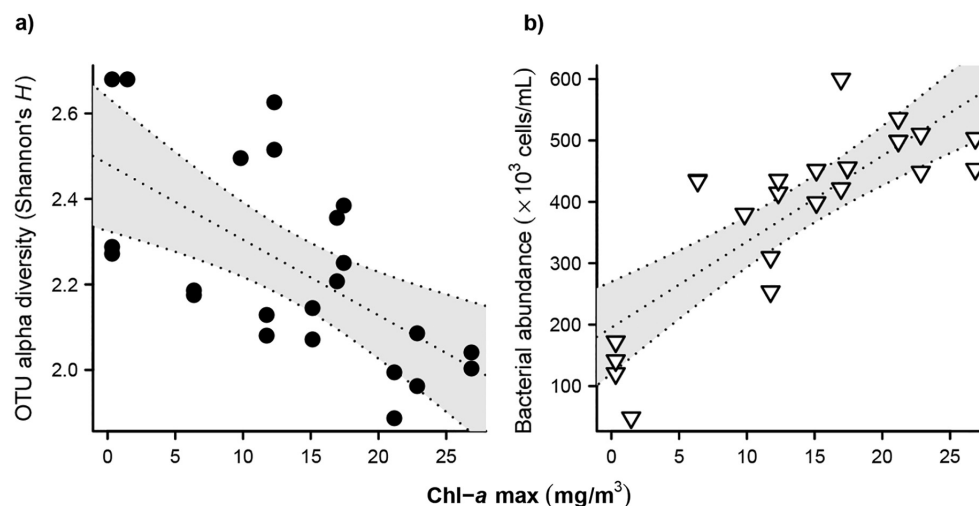 a)
OTU alpha diversity (Shannon's H)
2.6
2.4
2.2
2.0
0 5 10 15 20 25
b)
Bacterial abundance (× 10³ cells/mL)
600
500
400
300
200
100
0 5 10 15 20 25
Chl−a max (mg/m³)